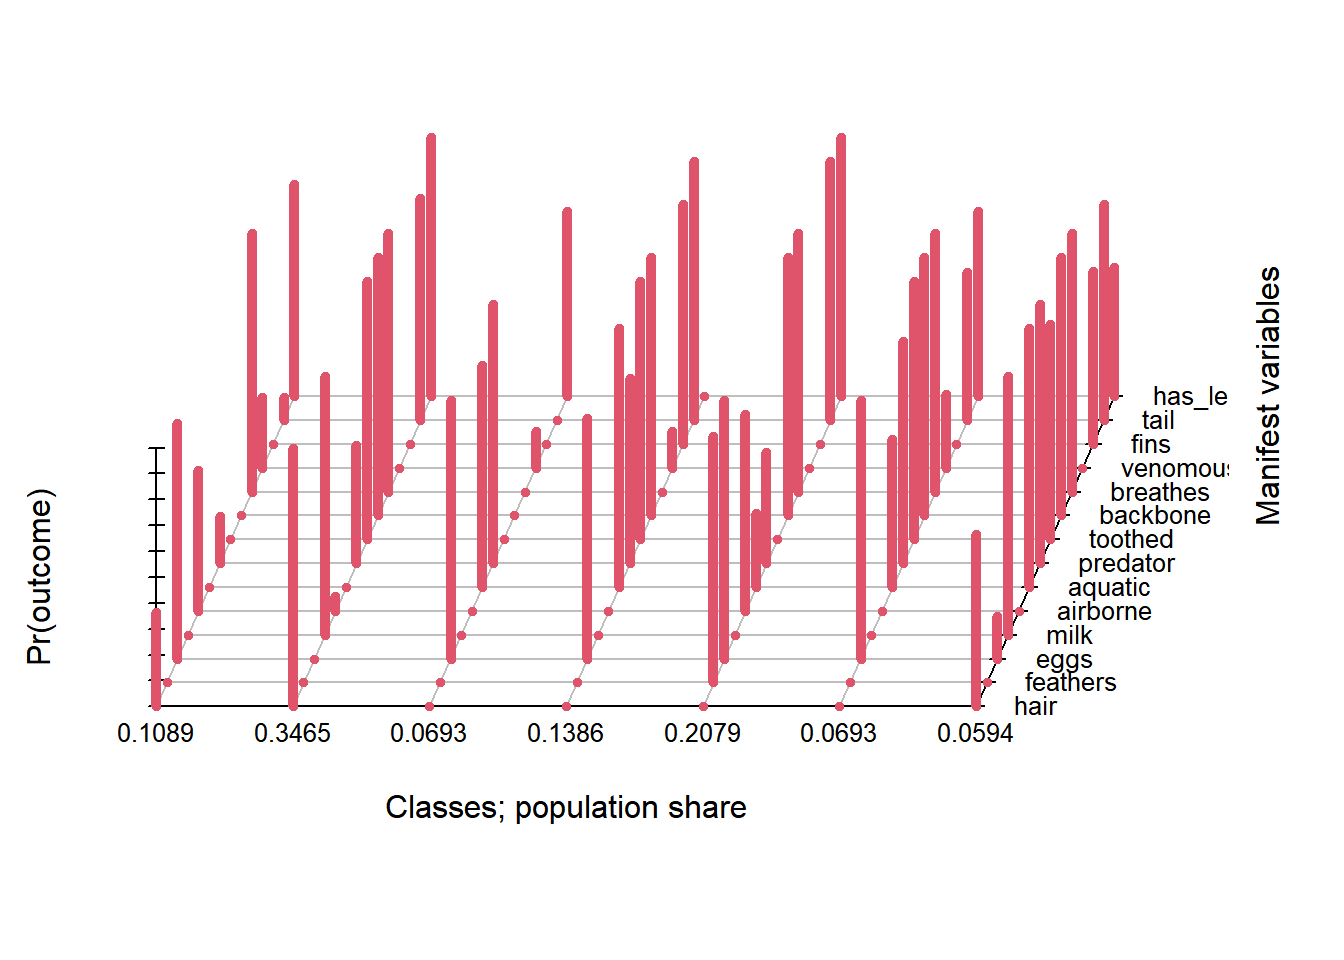 Pr(outcome)
Manifest variables
has_le
tail
fins
venomous
breathes
backbone
toothed
predator
aquatic
airborne
milk
eggs
feathers
hair
0.1089 0.3465 0.0693 0.1386 0.2079 0.0693 0.0594
Classes; population share